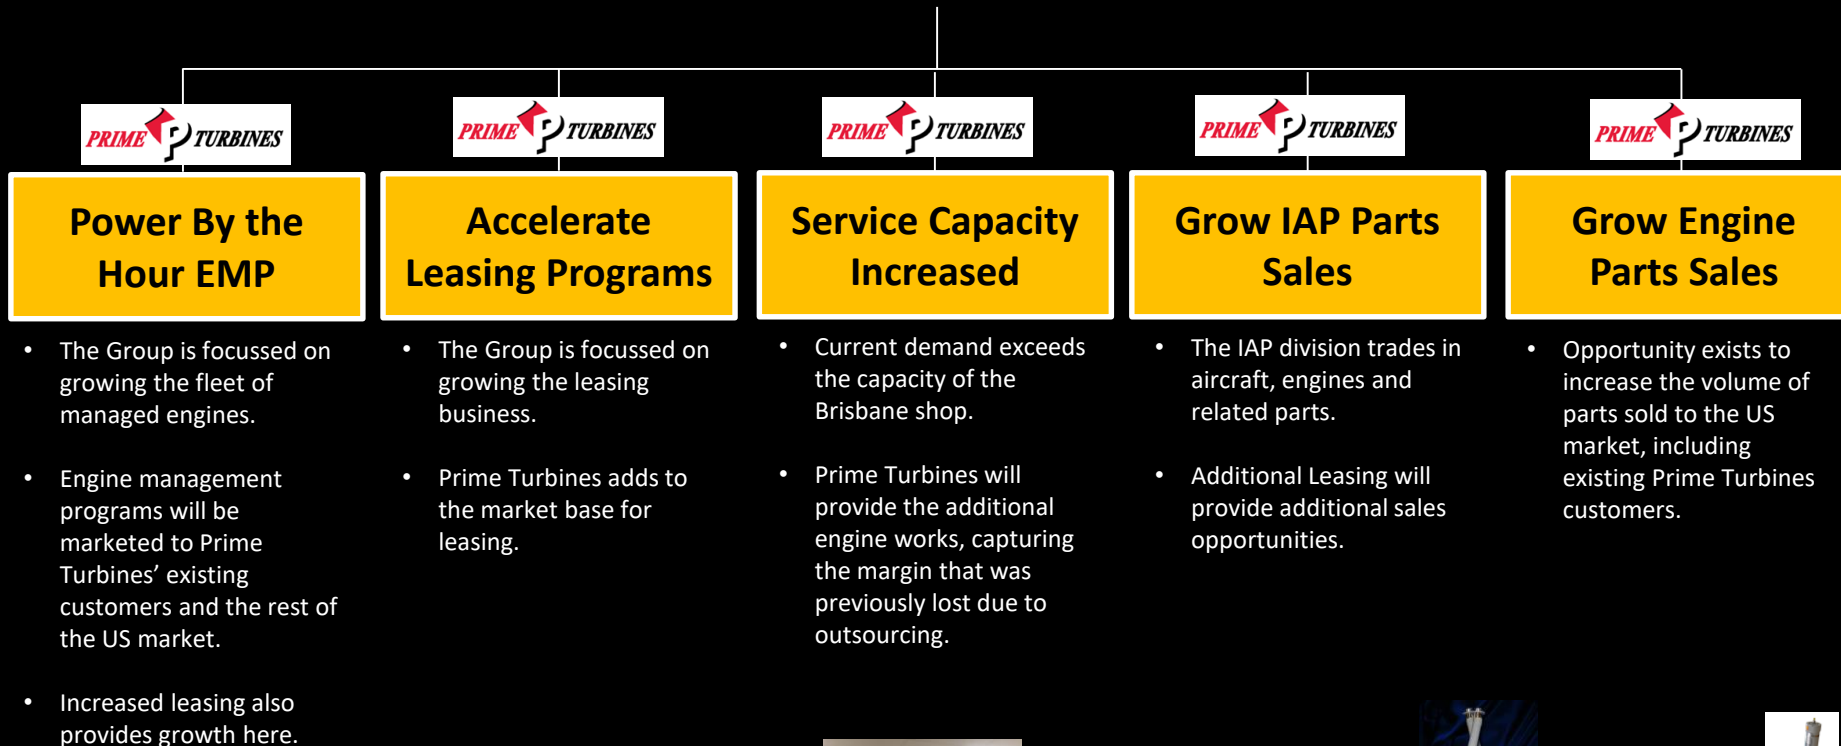 PRIME TURBINES
Power By the
Hour EMP
• The Group is focussed on
growing the fleet of
managed engines.
• Engine management
programs will be
marketed to Prime
Turbines’ existing
customers and the rest of
the US market.
• Increased leasing also
provides growth here.
PRIME TURBINES
Accelerate
Leasing Programs
• The Group is focussed on
growing the leasing
business.
• Prime Turbines adds to
the market base for
leasing.
PRIME TURBINES
Service Capacity
Increased
• Current demand exceeds
the capacity of the
Brisbane shop.
• Prime Turbines will
provide the additional
engine works, capturing
the margin that was
previously lost due to
outsourcing.
PRIME TURBINES
Grow IAP Parts
Sales
• The IAP division trades in
aircraft, engines and
related parts.
• Additional Leasing will
provide additional sales
opportunities.
PRIME TURBINES
Grow Engine
Parts Sales
• Opportunity exists to
increase the volume of
parts sold to the US
market, including
existing Prime Turbines
customers.